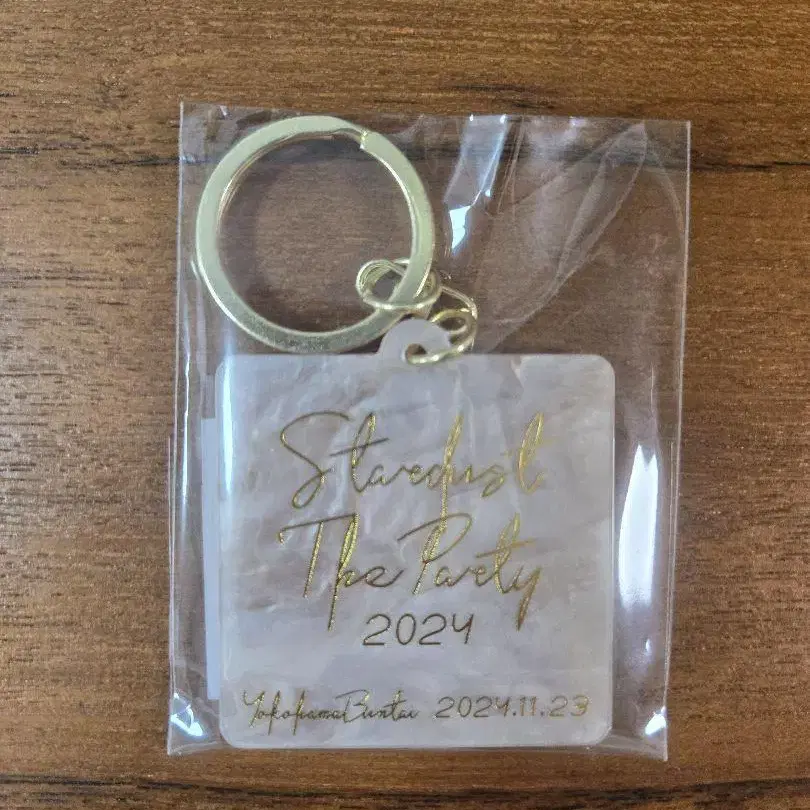 Stardust
The Party
2024
YokohamaBuntai 2024.11.23